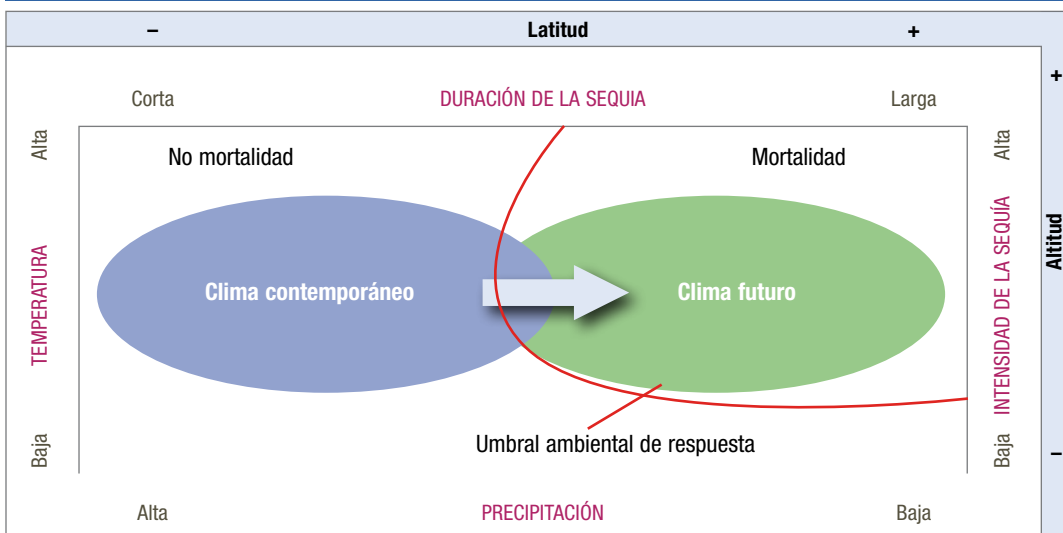 – Latitud +
Corta DURACIÓN DE LA SEQUIA Larga
Alta
Alta
+
No mortalidad Mortalidad
TEMPERATURA
Clima contemporáneo Clima futuro
INTENSIDAD DE LA SEQUÍA
Altitud
Umbral ambiental de respuesta
Baja
Baja
–
Alta PRECIPITACIÓN Baja